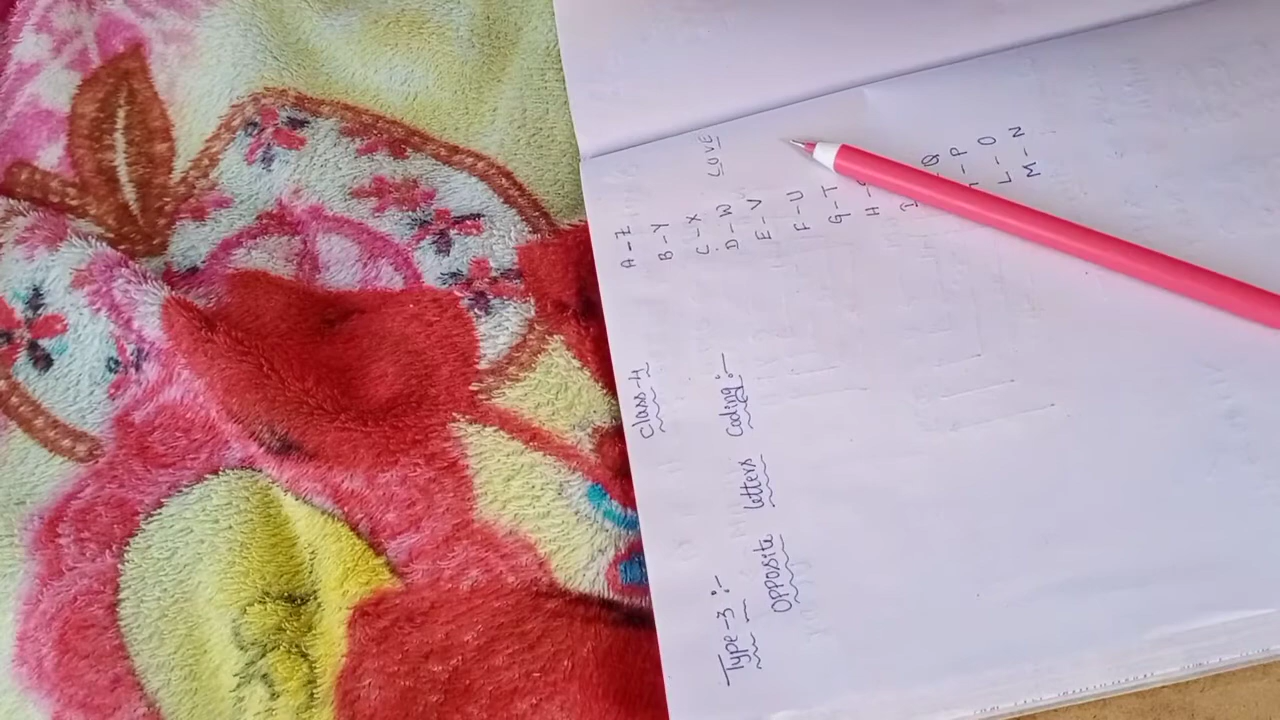 Class-4
Type-3 :-
Opposite letters Coding :-
A - Z
B - Y
C - X
D - W LOVE
E - V
F - U
G - T
H -
Q
- P
L - O
M - N